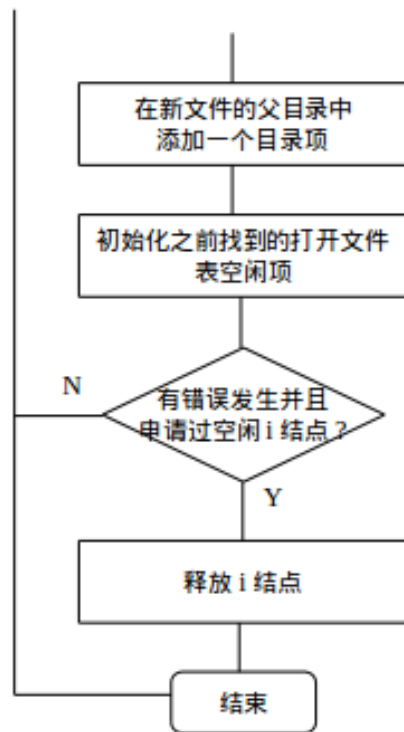 在新文件的父目录中
添加一个目录项
初始化之前找到的打开文件
表空闲项
N
有错误发生并且
申请过空闲 i 结点？
Y
释放 i 结点
结束